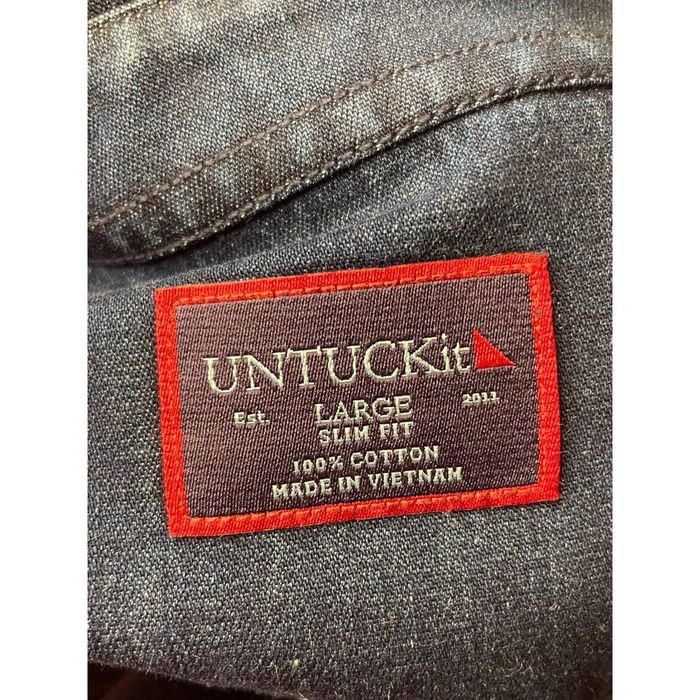 UNTUCKit
Est. LARGE 2011
SLIM FIT
100% COTTON
MADE IN VIETNAM